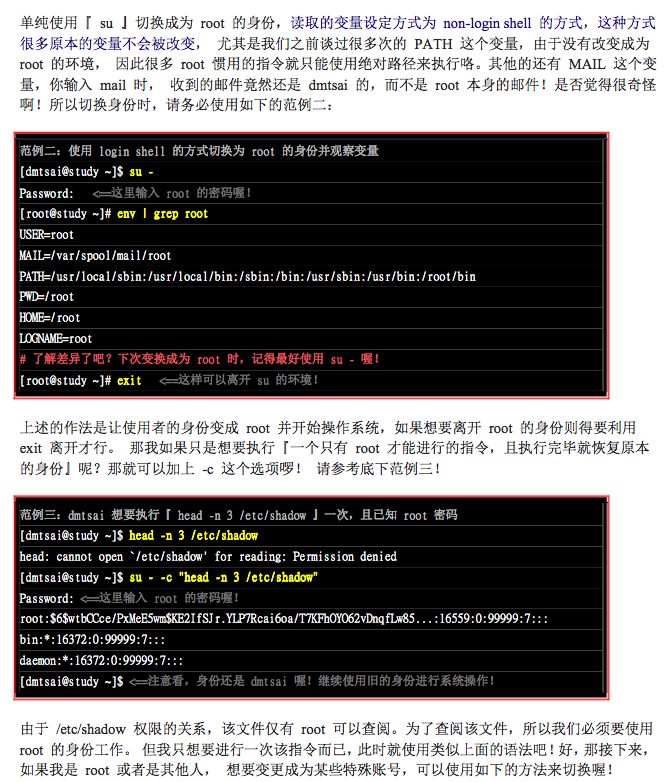 单纯使用『 su 』切换成为 root 的身份，读取的变量设定方式为 non-login shell 的方式，这种方式
很多原本的变量不会被改变， 尤其是我们之前谈过很多次的 PATH 这个变量，由于没有改变成为
root 的环境， 因此很多 root 惯用的指令就只能使用绝对路径来执行咯。其他的还有 MAIL 这个变
量，你输入 mail 时， 收到的邮件竟然还是 dmtsai 的，而不是 root 本身的邮件！是否觉得很奇怪
啊！所以切换身份时，请务必使用如下的范例二：
范例二：使用 login shell 的方式切换为 root 的身份并观察变量
[dmtsai@study ~]$ su -
Password:   <==这里输入 root 的密码喔！
[root@study ~]# env | grep root
USER=root
MAIL=/var/spool/mail/root
PATH=/usr/local/sbin:/usr/local/bin:/sbin:/bin:/usr/sbin:/usr/bin:/root/bin
PWD=/root
HOME=/root
LOGNAME=root
# 了解差异了吧？下次变换成为 root 时，记得最好使用 su - 喔！
[root@study ~]# exit   <==这样可以离开 su 的环境！
上述的作法是让使用者的身份变成 root 并开始操作系统，如果想要离开 root 的身份则得要利用
exit 离开才行。 那我如果只是想要执行『一个只有 root 才能进行的指令，且执行完毕就恢复原本
的身份』呢？那就可以加上 -c 这个选项啰！ 请参考底下范例三！
范例三：dmtsai 想要执行『 head -n 3 /etc/shadow 』一次，且已知 root 密码
[dmtsai@study ~]$ head -n 3 /etc/shadow
head: cannot open `/etc/shadow' for reading: Permission denied
[dmtsai@study ~]$ su - -c "head -n 3 /etc/shadow"
Password: <==这里输入 root 的密码喔！
root:$6$wtbCCce/PxMeE5wm$KE2IfSJr.YLP7Rcai6oa/T7KFhOYO62vDnqfLw85...:16559:0:99999:7:::
bin:*:16372:0:99999:7:::
daemon:*:16372:0:99999:7:::
[dmtsai@study ~]$ <==注意看，身份还是 dmtsai 喔！继续使用旧的身份进行系统操作！
由于 /etc/shadow 权限的关系，该文件仅有 root 可以查阅。为了查阅该文件，所以我们必须要使用
root 的身份工作。 但我只想要进行一次该指令而已，此时就使用类似上面的语法吧！好，那接下来，
如果我是 root 或者是其他人， 想要变更成为某些特殊账号，可以使用如下的方法来切换喔！